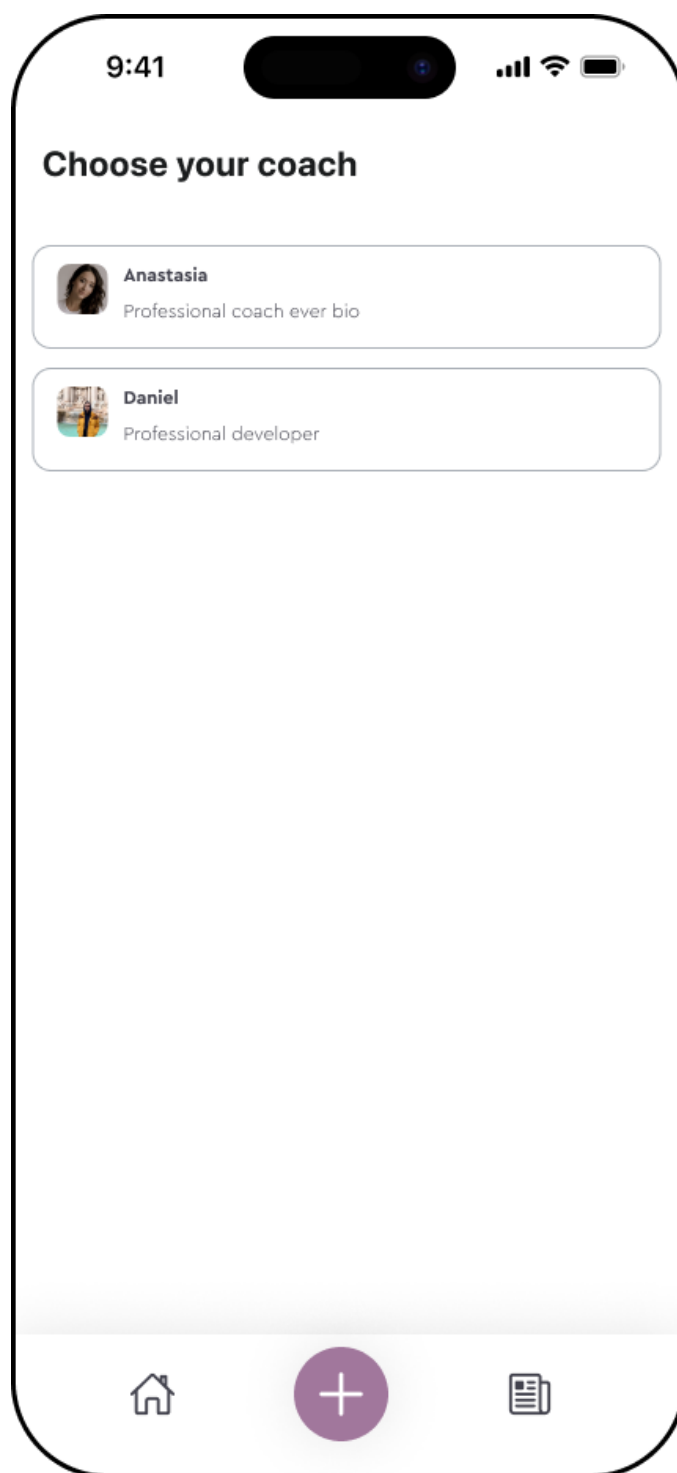 9:41
Choose your coach
Anastasia
Professional coach ever bio
Daniel
Professional developer